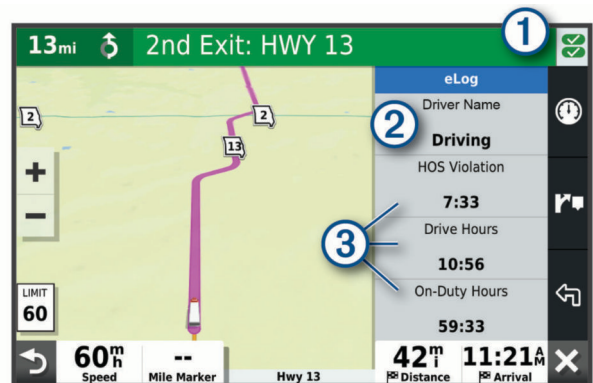 13mi 2nd Exit: HWY 13
1
eLog
Driver Name
2
Driving
HOS Violation
7:33
3
Drive Hours
10:56
On-Duty Hours
59:33
2
2
13
+
−
LIMIT
60
60mh
Speed
--
Mile Marker
Hwy 13
42mi
Distance
11:21AM
Arrival